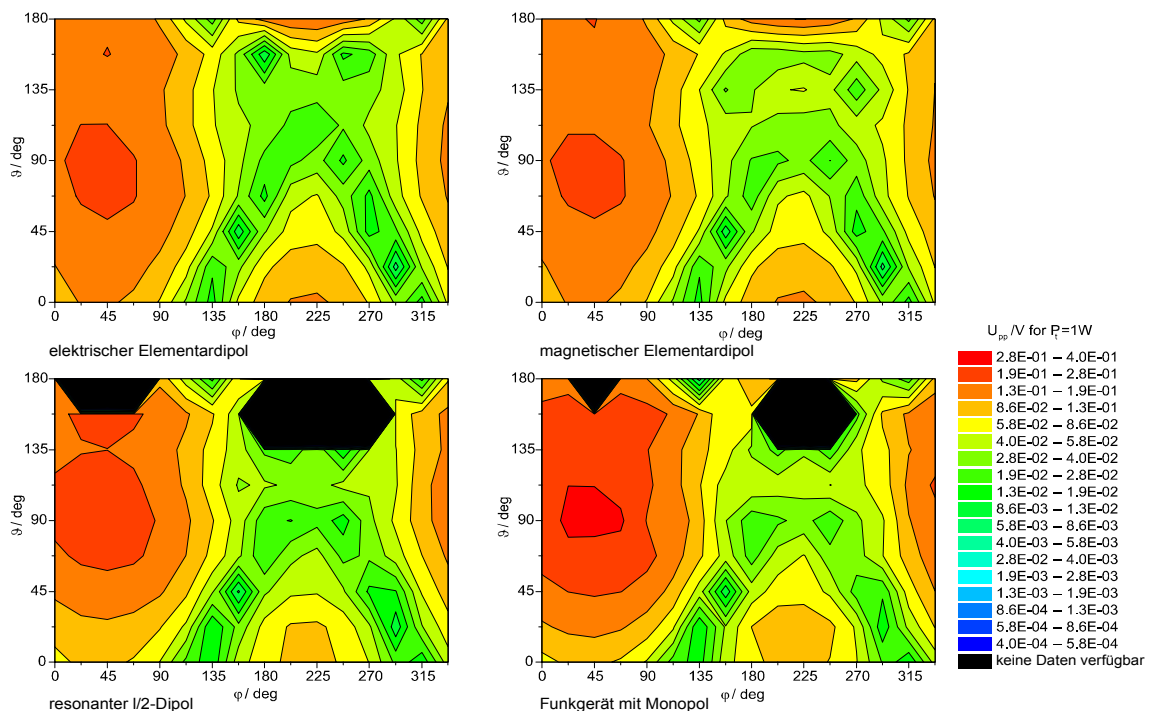 180
135
90
45
0
ϑ / deg
0 45 90 135 180 225 270 315
φ / deg
elektrischer Elementardipol
180
135
90
45
0
ϑ / deg
0 45 90 135 180 225 270 315
φ / deg
magnetischer Elementardipol
180
135
90
45
0
ϑ / deg
0 45 90 135 180 225 270 315
φ / deg
resonanter l/2-Dipol
180
135
90
45
0
ϑ / deg
0 45 90 135 180 225 270 315
φ / deg
Funkgerät mit Monopol
Upp /V for Pt=1W
2.8E-01 – 4.0E-01
1.9E-01 – 2.8E-01
1.3E-01 – 1.9E-01
8.6E-02 – 1.3E-01
5.8E-02 – 8.6E-02
4.0E-02 – 5.8E-02
2.8E-02 – 4.0E-02
1.9E-02 – 2.8E-02
1.3E-02 – 1.9E-02
8.6E-03 – 1.3E-02
5.8E-03 – 8.6E-03
4.0E-03 – 5.8E-03
2.8E-02 – 4.0E-03
1.9E-03 – 2.8E-03
1.3E-03 – 1.9E-03
8.6E-04 – 1.3E-03
5.8E-04 – 8.6E-04
4.0E-04 – 5.8E-04
keine Daten verfügbar